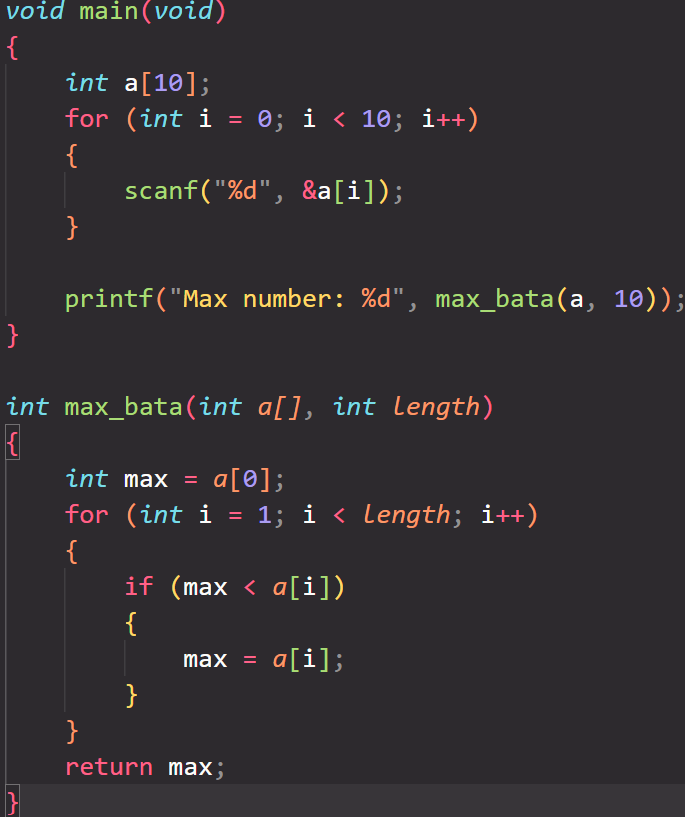 void main(void)
{
    int a[10];
    for (int i = 0; i < 10; i++)
    {
        scanf("%d", &a[i]);
    }

    printf("Max number: %d", max_bata(a, 10));
}

int max_bata(int a[], int length)
{
    int max = a[0];
    for (int i = 1; i < length; i++)
    {
        if (max < a[i])
        {
            max = a[i];
        }
    }
    return max;
}